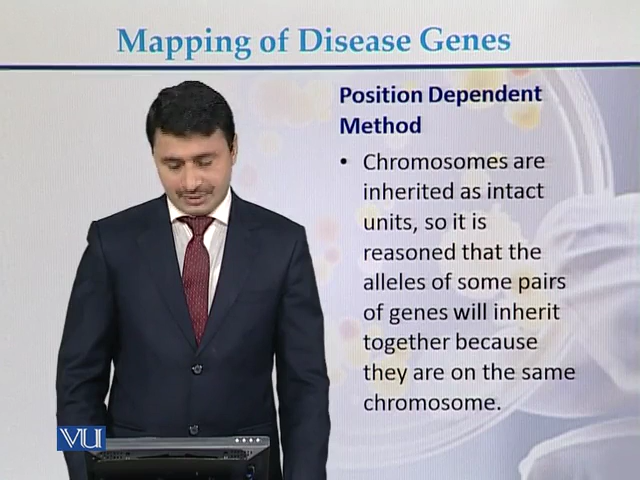 Mapping of Disease Genes
Position Dependent
Method
• Chromosomes are
inherited as intact
units, so it is
reasoned that the
alleles of some pairs
of genes will inherit
together because
they are on the same
chromosome.
VU